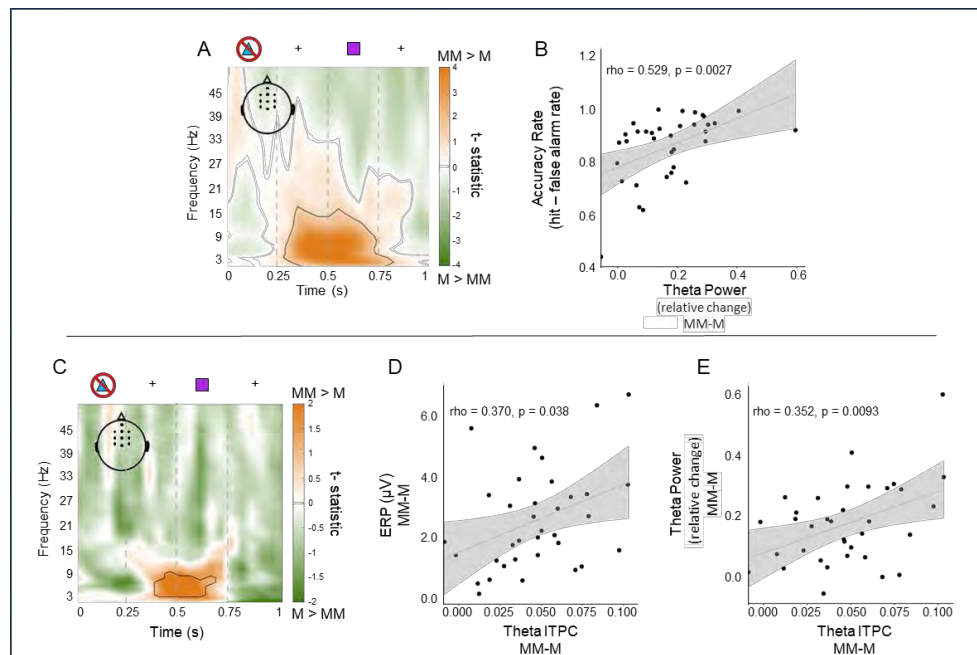 A
+
+
MM > M
45
39
33
27
21
15
9
3
Frequency (Hz)
0
0.25
0.5
0.75
1
Time (s)
4
3
2
1
0
-1
-2
-3
-4
t- statistic
M > MM
B
rho = 0.529, p = 0.0027
1.0
0.8
0.6
0.4
Accuracy Rate
(hit – false alarm rate)
0.0
0.2
0.4
0.6
Theta Power
(relative change)
MM-M
C
+
+
MM > M
45
39
33
27
21
15
9
3
Frequency (Hz)
0
0.25
0.5
0.75
1
Time (s)
2
1.5
1
0.5
0
-0.5
-1
-1.5
-2
t- statistic
M > MM
D
rho = 0.370, p = 0.038
6.0
4.0
2.0
0.0
ERP (µV)
MM-M
0.000
0.025
0.050
0.075
0.100
Theta ITPC
MM-M
E
rho = 0.352, p = 0.0093
0.6
0.4
0.2
0.0
Theta Power
(relative change)
MM-M
0.000
0.025
0.050
0.075
0.100
Theta ITPC
MM-M